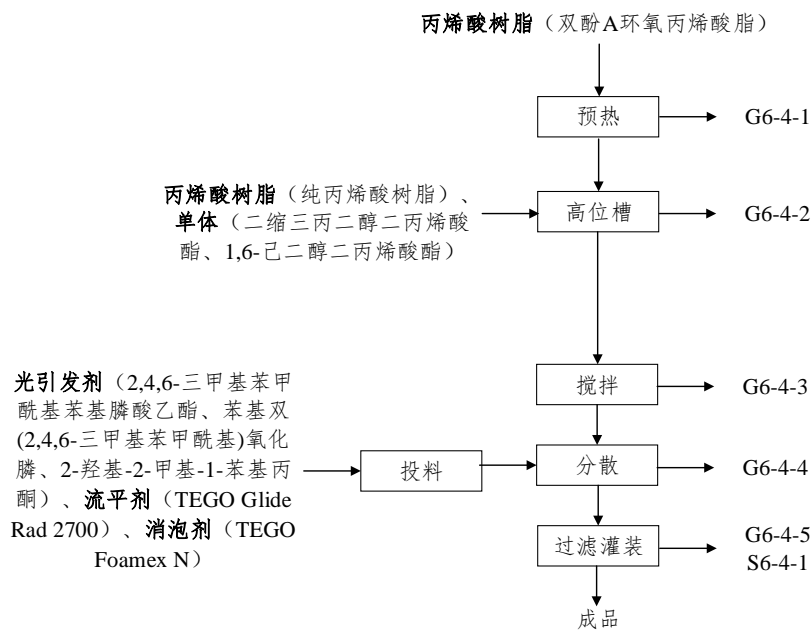 丙烯酸树脂（双酚A环氧丙烯酸脂）
预热
G6-4-1
丙烯酸树脂（纯丙烯酸树脂）、
单体（二缩三丙二醇二丙烯酸
酯、1,6-己二醇二丙烯酸酯）
高位槽
G6-4-2
搅拌
G6-4-3
光引发剂（2,4,6-三甲基苯甲
酰基苯基膦酸乙酯、苯基双
(2,4,6-三甲基苯甲酰基)氧化
膦、2-羟基-2-甲基-1-苯基丙
酮）、流平剂（TEGO Glide
Rad 2700）、消泡剂（TEGO
Foamex N）
投料
分散
G6-4-4
过滤灌装
G6-4-5
S6-4-1
成品